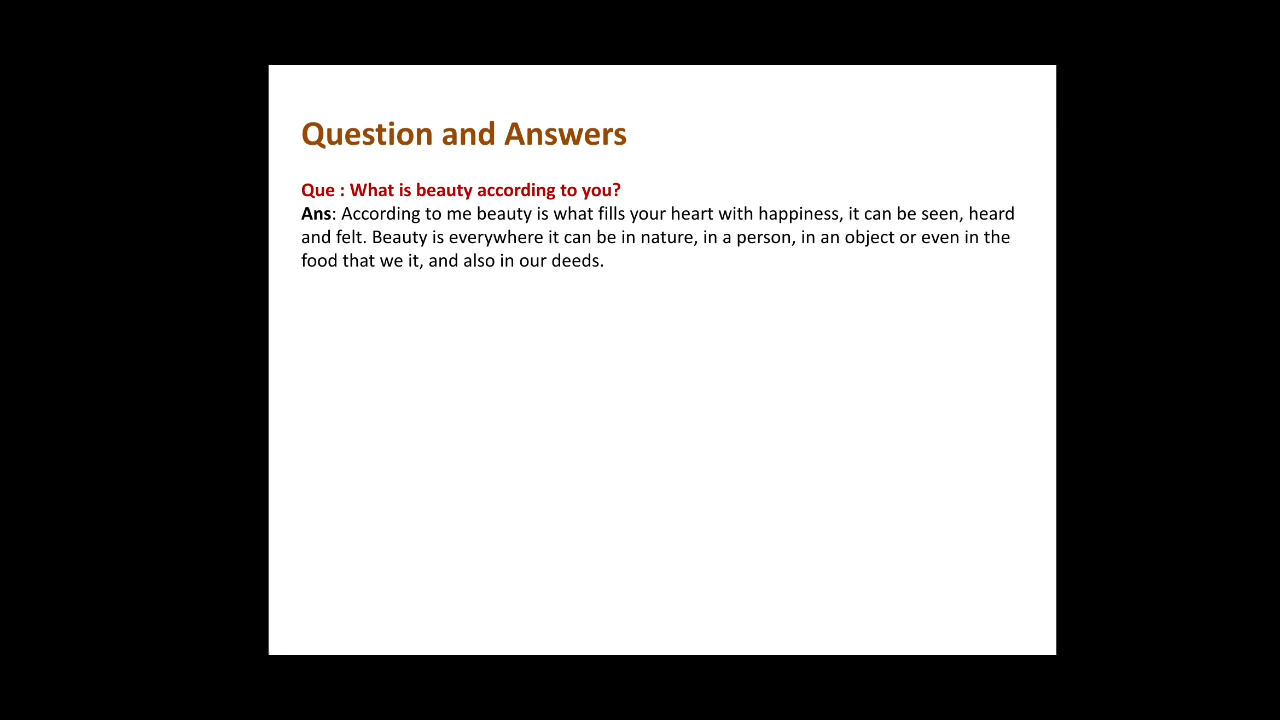 Question and Answers
Que : What is beauty according to you?
Ans: According to me beauty is what fills your heart with happiness, it can be seen, heard
and felt. Beauty is everywhere it can be in nature, in a person, in an object or even in the
food that we it, and also in our deeds.